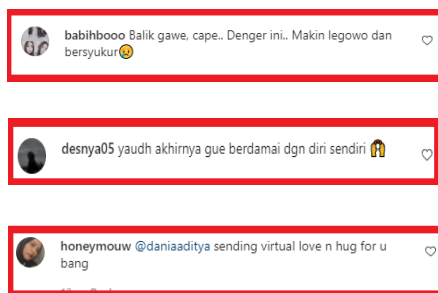 babihbooo Balik gawe, cape.. Denger ini.. Makin legowo dan
bersyukur😥
desnya05 yaudh akhirnya gue berdamai dgn diri sendiri 🙌
honeymouw @daniaaditya sending virtual love n hug for u
bang